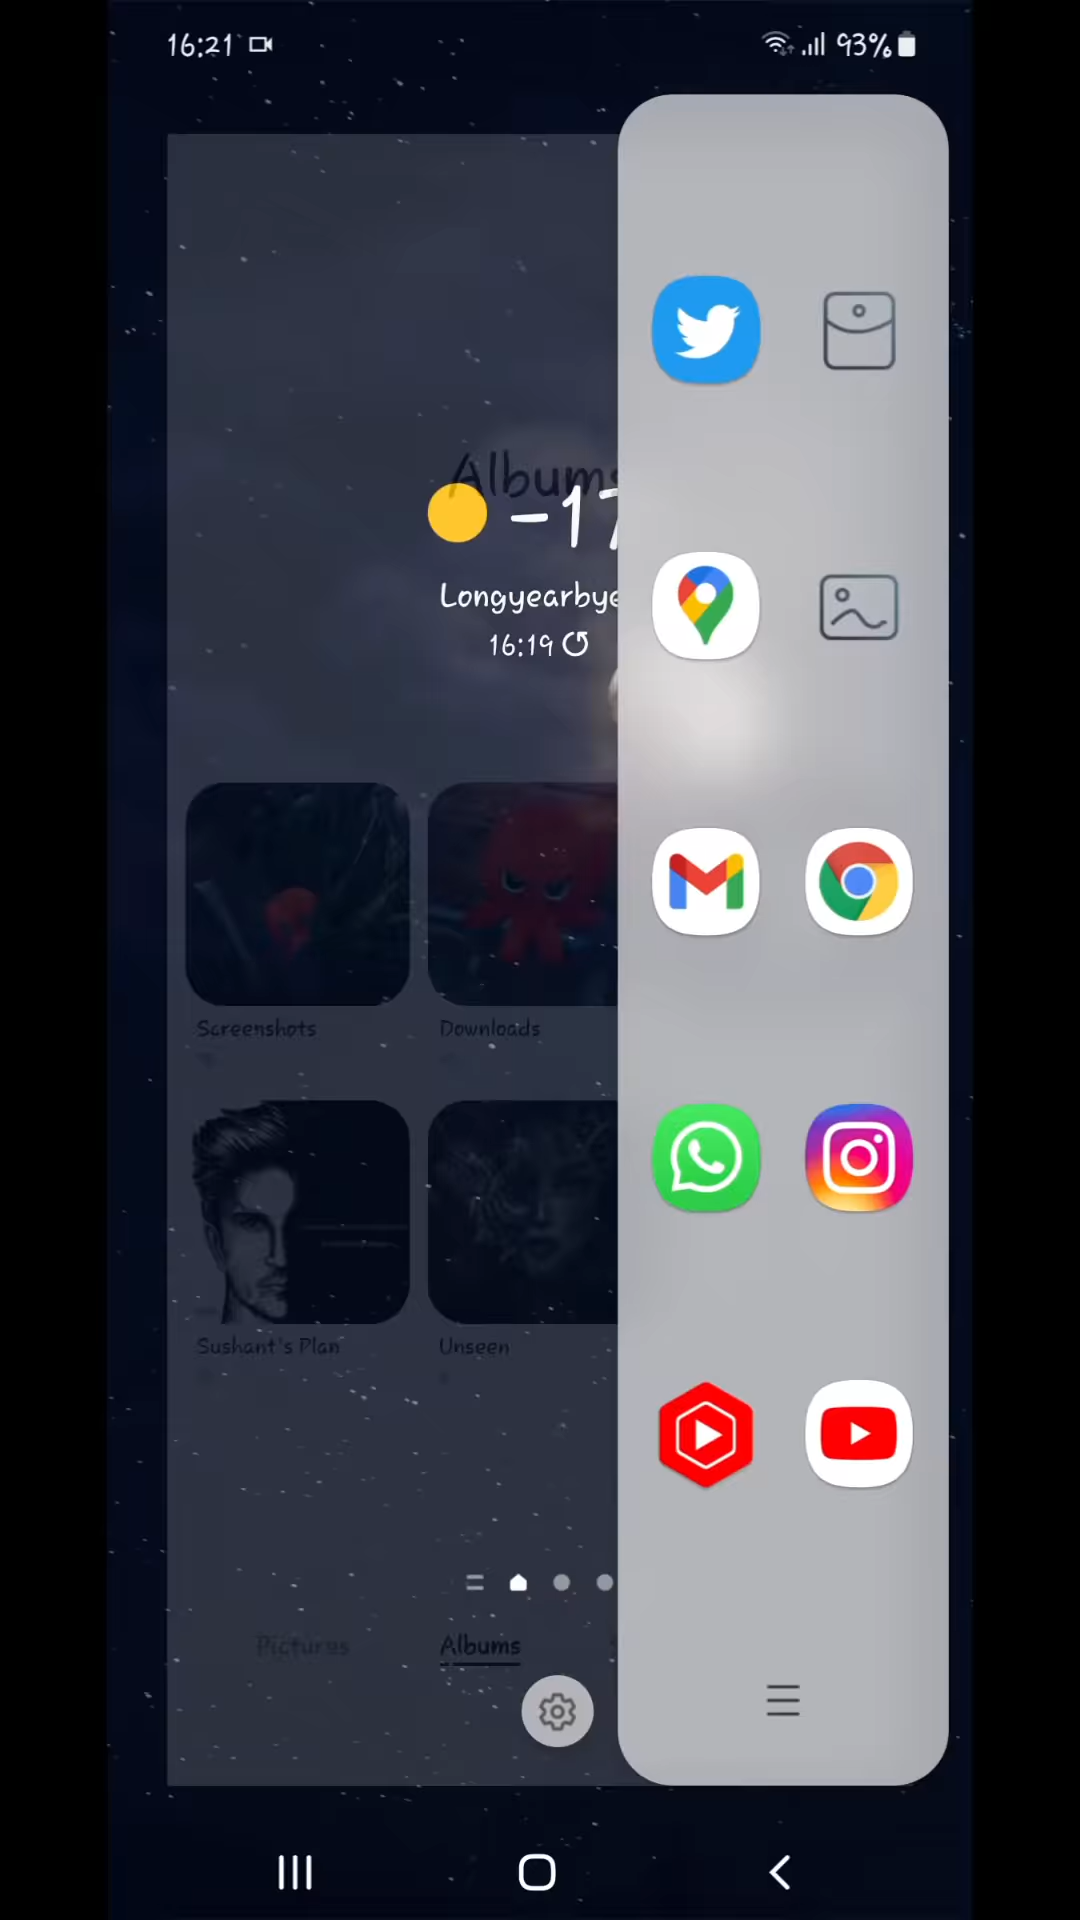 16:21
93%
Albums
-17
Longyearbye
16:19
Screenshots
Downloads
Sushant's Plan
Unseen
Pictures
Albums